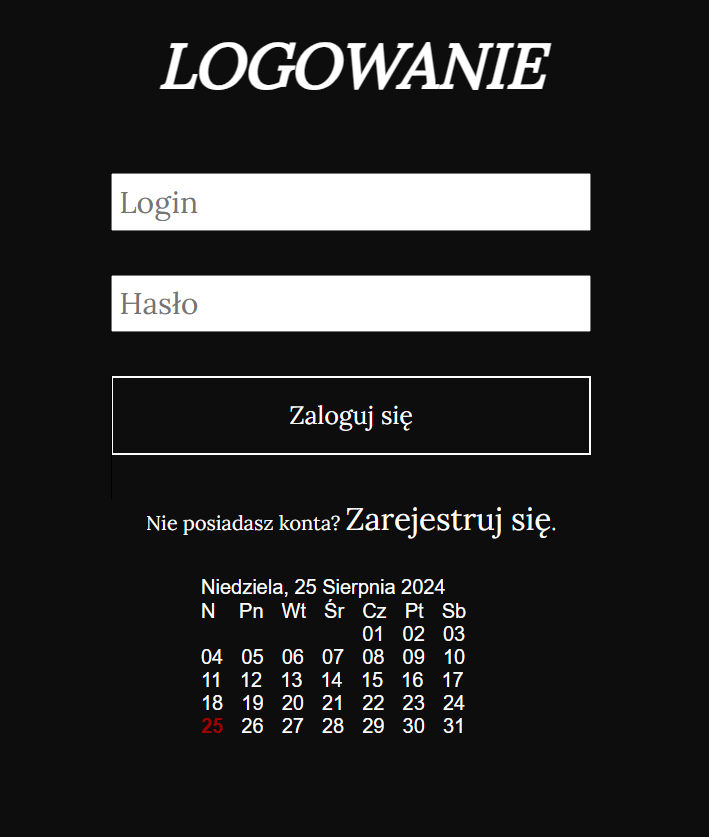 LOGOWANIE
Login
Hasło
Zaloguj się
Nie posiadasz konta? Zarejestruj się.
Niedziela, 25 Sierpnia 2024
N Pn Wt Śr Cz Pt Sb
01 02 03
04 05 06 07 08 09 10
11 12 13 14 15 16 17
18 19 20 21 22 23 24
25 26 27 28 29 30 31